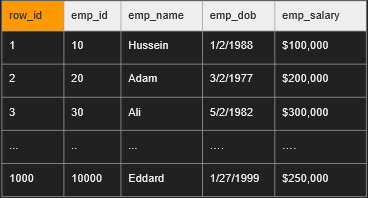 row_id emp_id emp_name emp_dob emp_salary
1 10 Hussein 1/2/1988 $100,000
2 20 Adam 3/2/1977 $200,000
3 30 Ali 5/2/1982 $300,000
... .. ... .... ....
1000 10000 Eddard 1/27/1999 $250,000